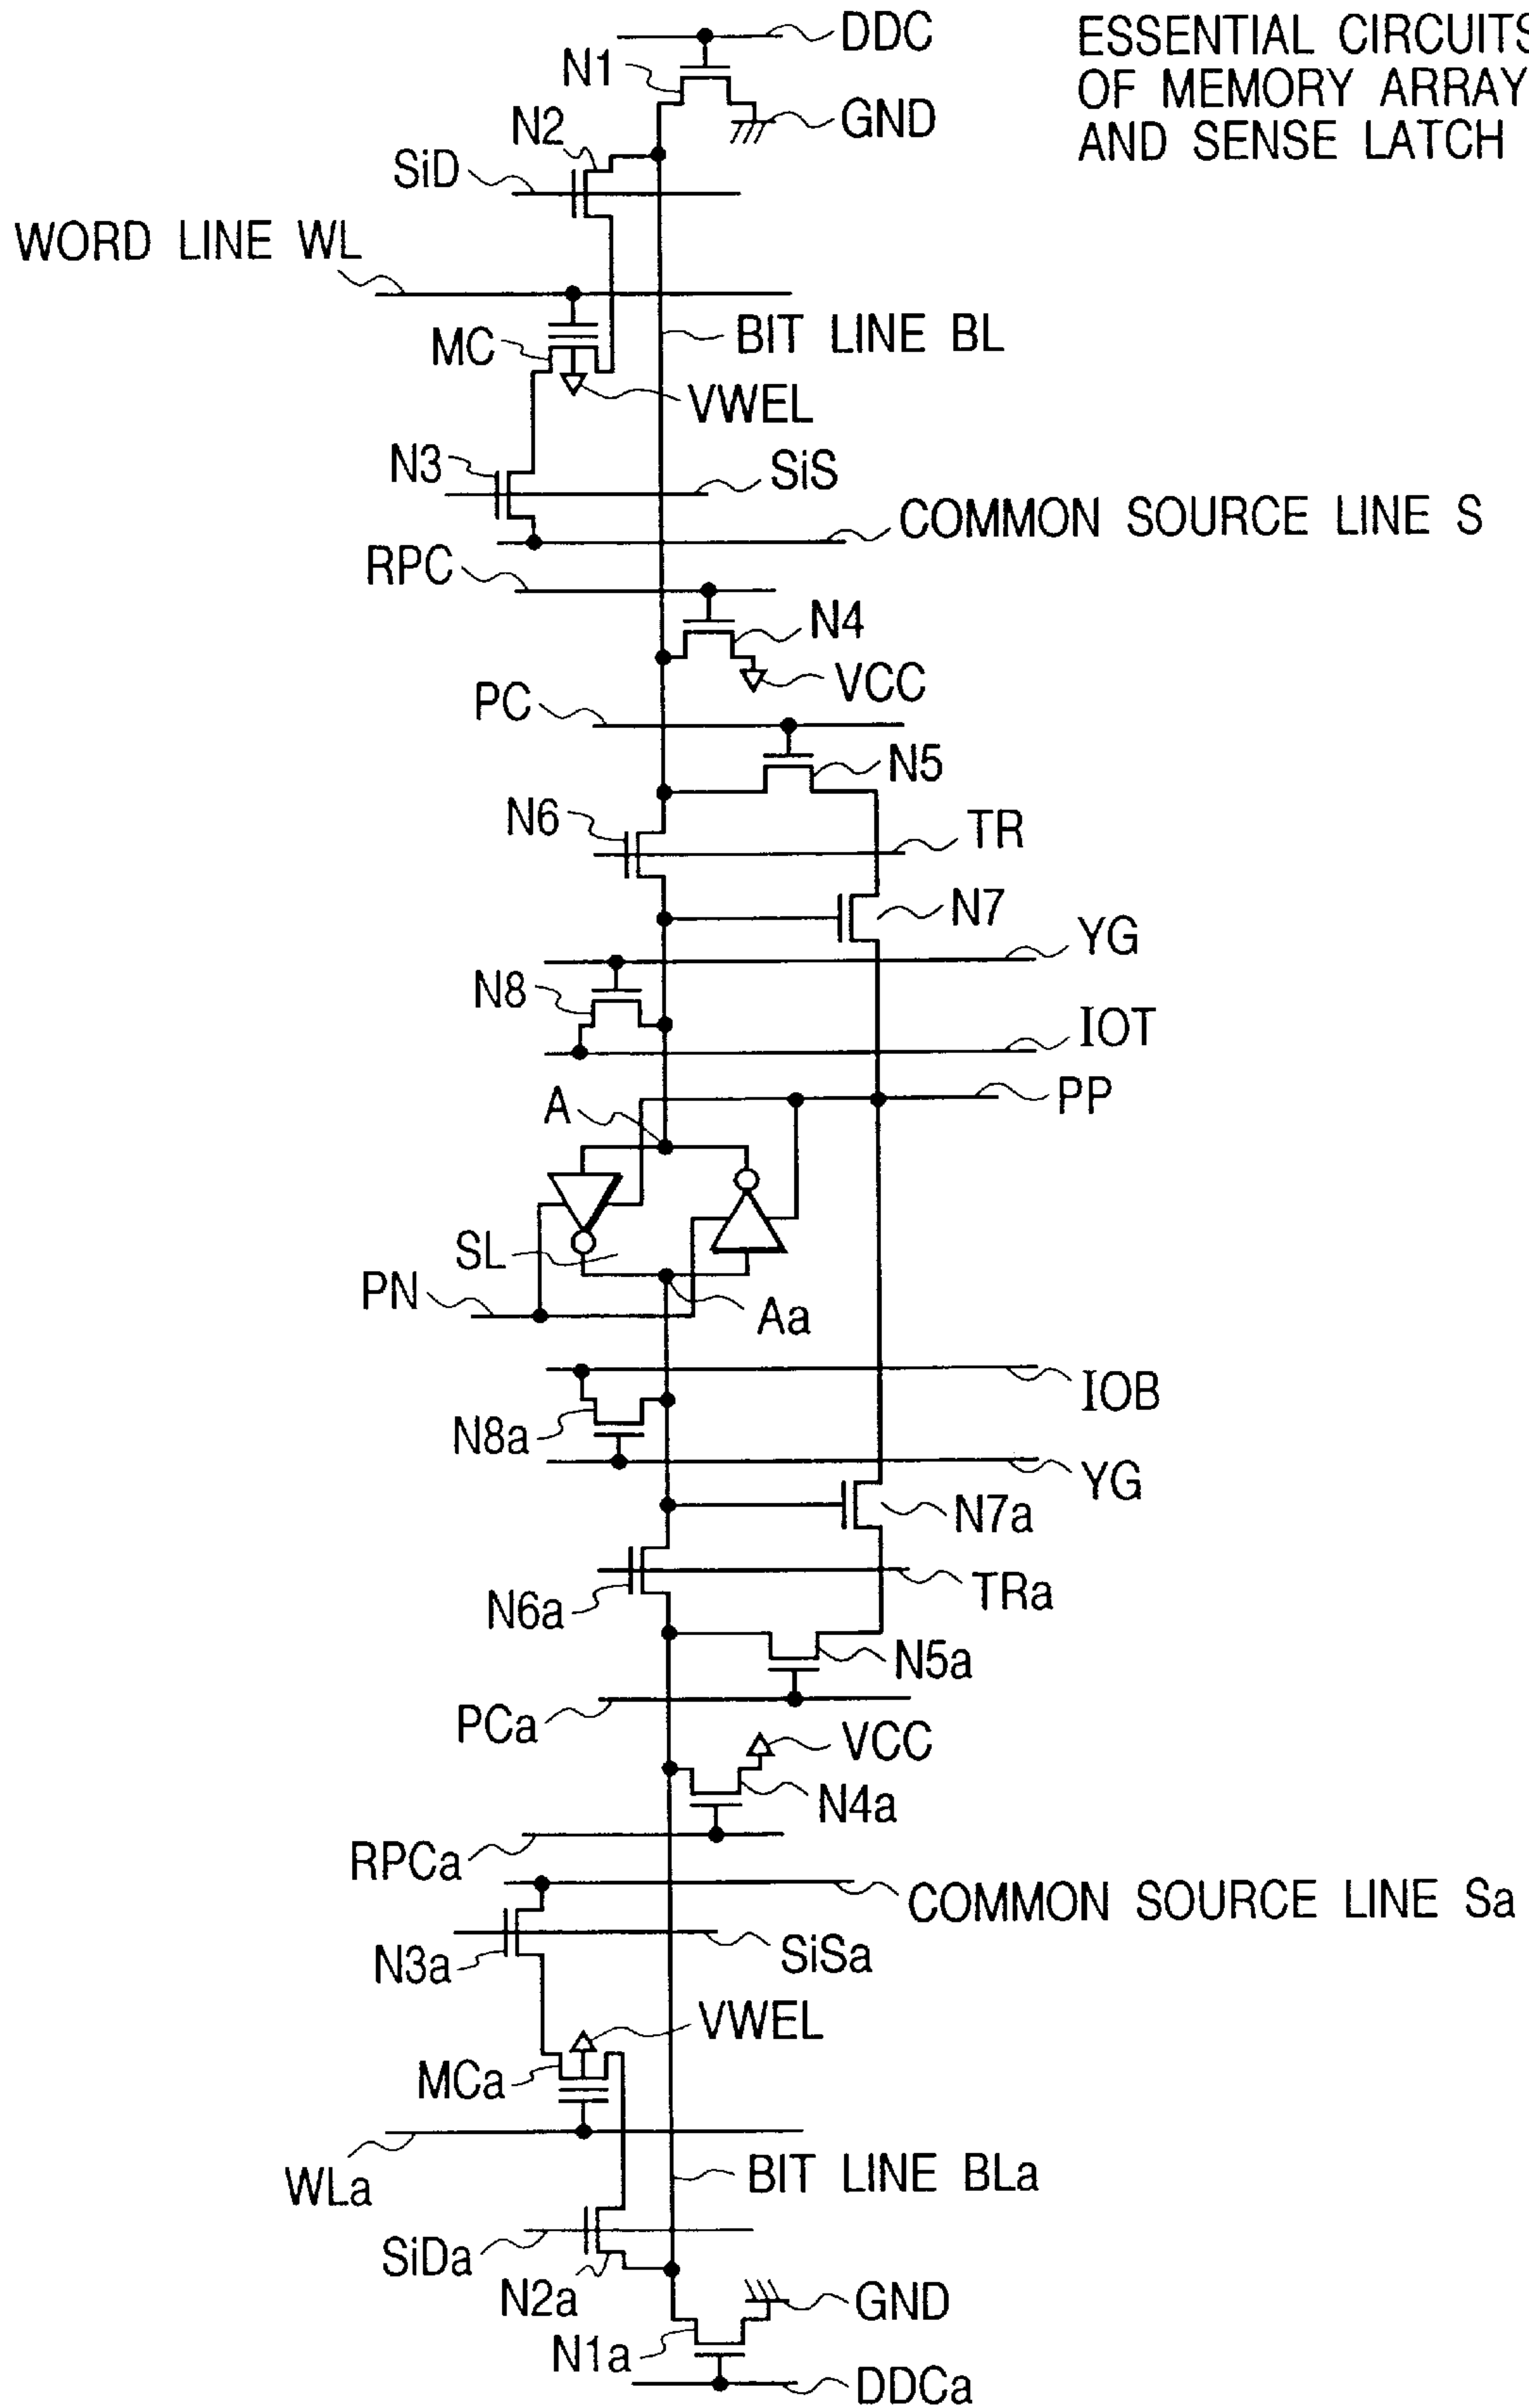 DDC
ESSENTIAL CIRCUITS
OF MEMORY ARRAY
AND SENSE LATCH
N1
GND
N2
SiD
WORD LINE WL
BIT LINE BL
MC
VWEL
N3
SiS
COMMON SOURCE LINE S
RPC
N4
VCC
PC
N5
N6
TR
N7
YG
N8
IOT
A
PP
SL
PN
Aa
IOB
N8a
YG
N7a
N6a
TRa
N5a
PCa
VCC
N4a
RPCa
COMMON SOURCE LINE Sa
N3a
SiSa
VWEL
MCa
WLa
BIT LINE BLa
SiDa
N2a
GND
N1a
DDCa